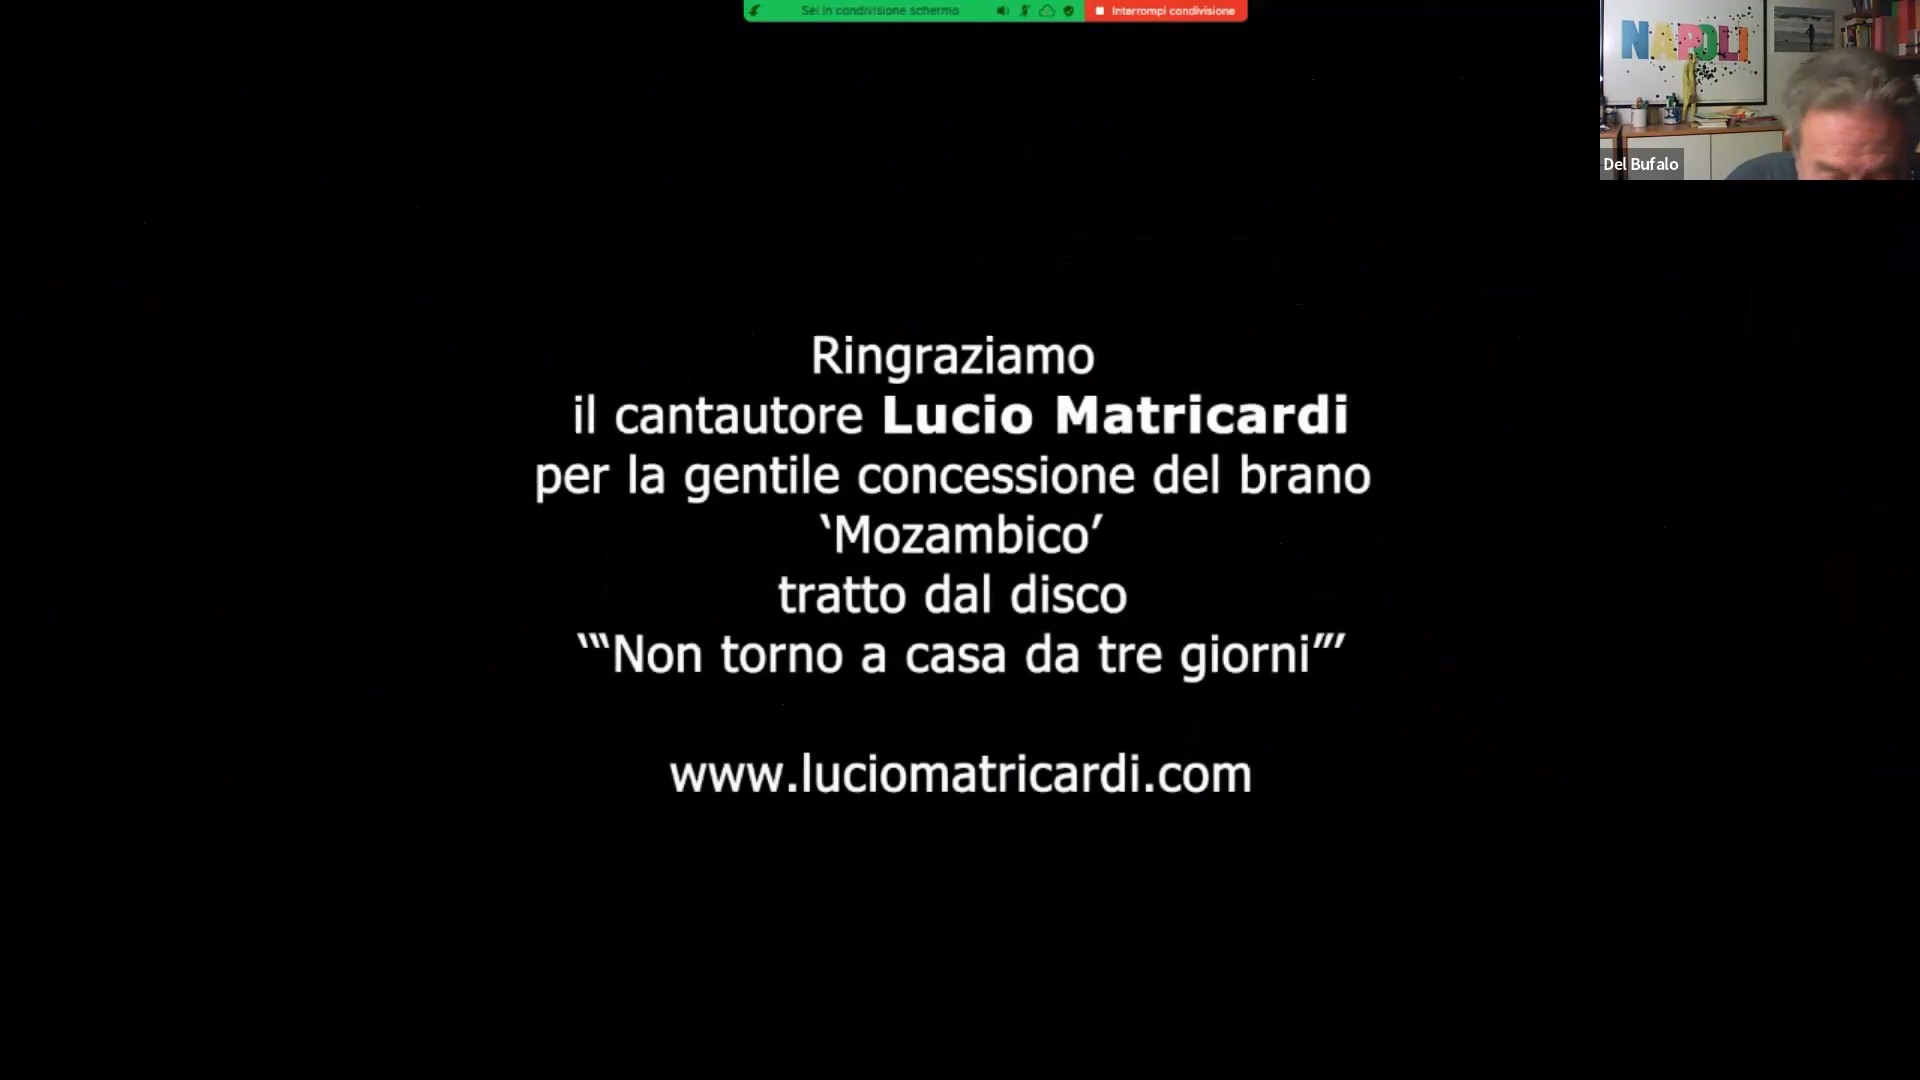 Sei in condivisione schermo
Interrompi condivisione
NAPOLI
Del Bufalo
Ringraziamo
il cantautore Lucio Matricardi
per la gentile concessione del brano
‘Mozambico’
tratto dal disco
‘“Non torno a casa da tre giorni”’
www.luciomatricardi.com